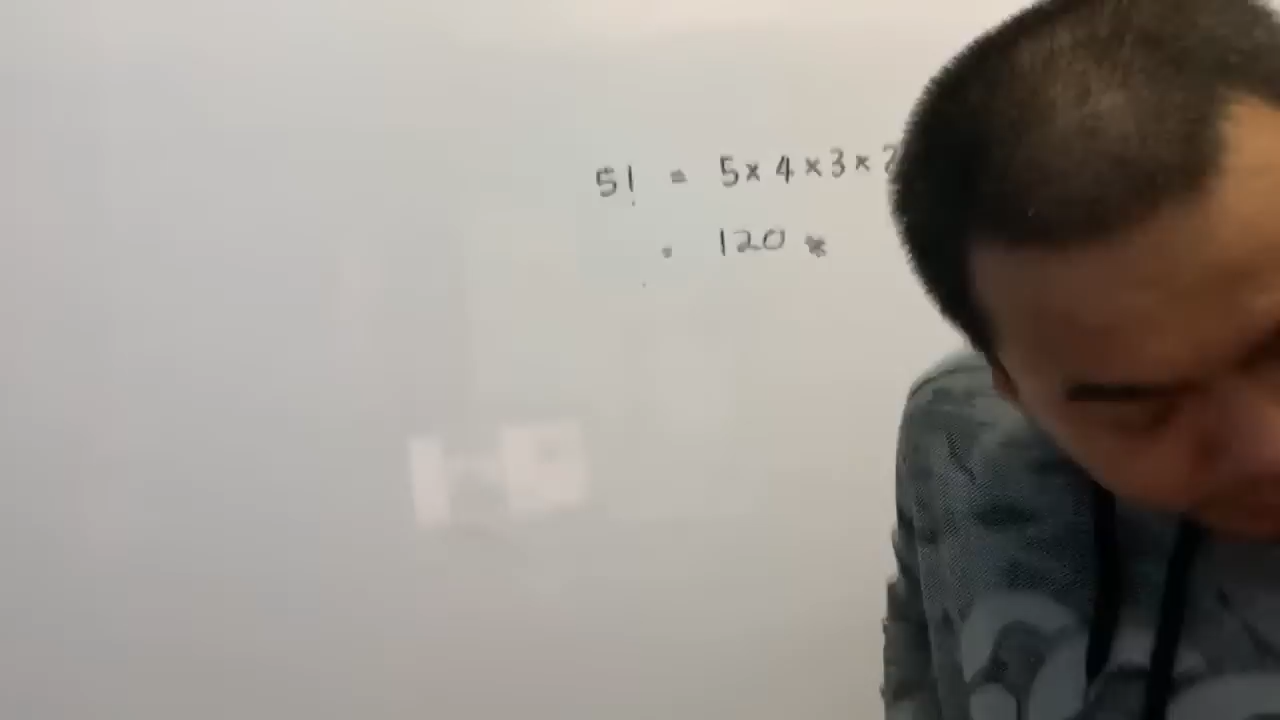 5! = 5 × 4 × 3 × 2
= 120